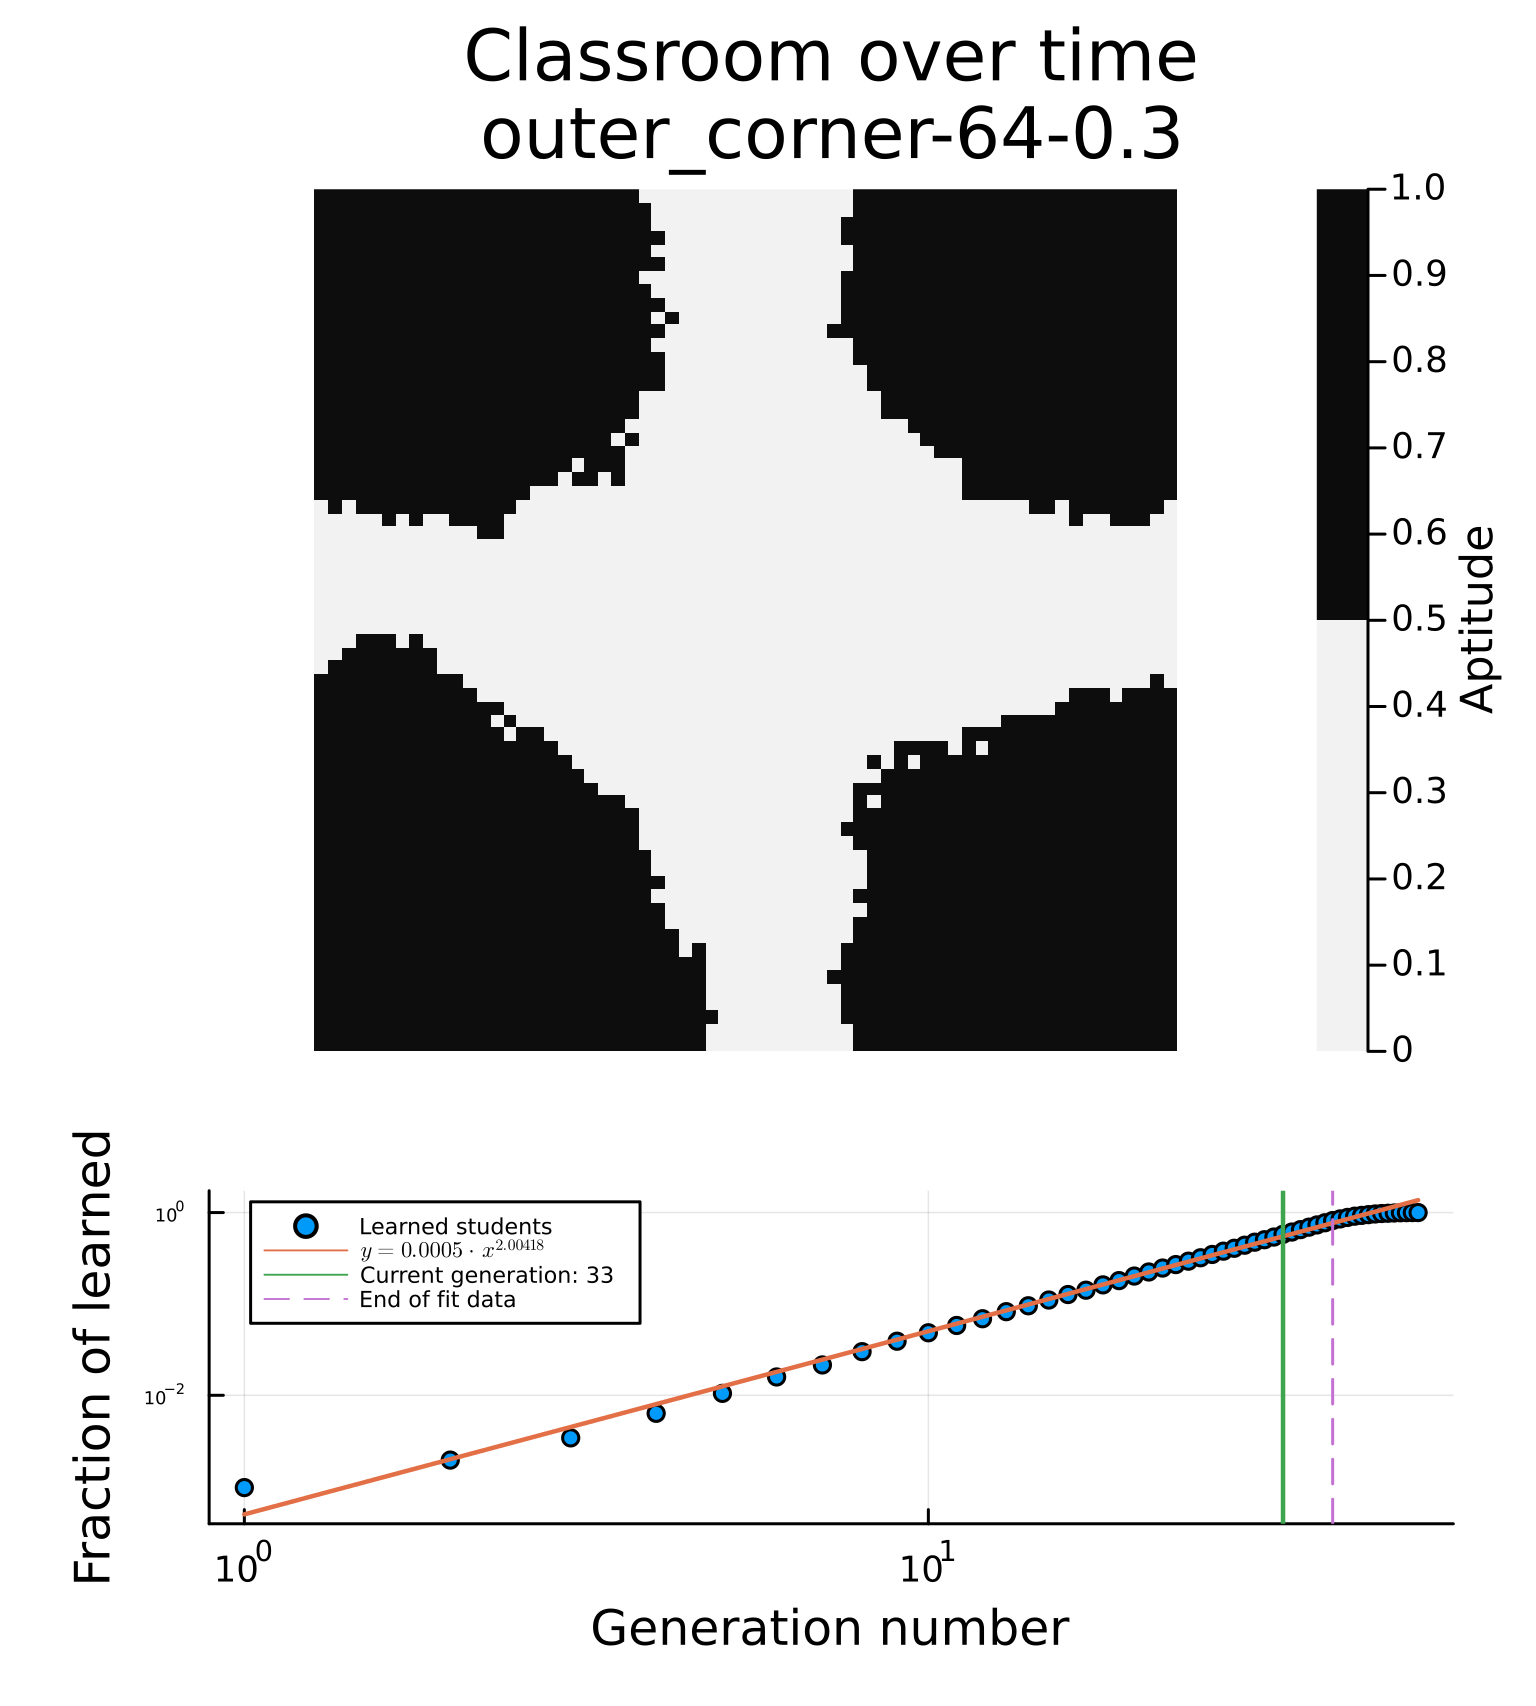 Classroom over time
outer_corner-64-0.3
1.0
0.9
0.8
0.7
0.6
0.5
0.4
0.3
0.2
0.1
0
Aptitude
Fraction of learned
10⁰
10⁻²
Learned students
y = 0.0005 · x^2.00418
Current generation: 33
End of fit data
10⁰
10¹
Generation number